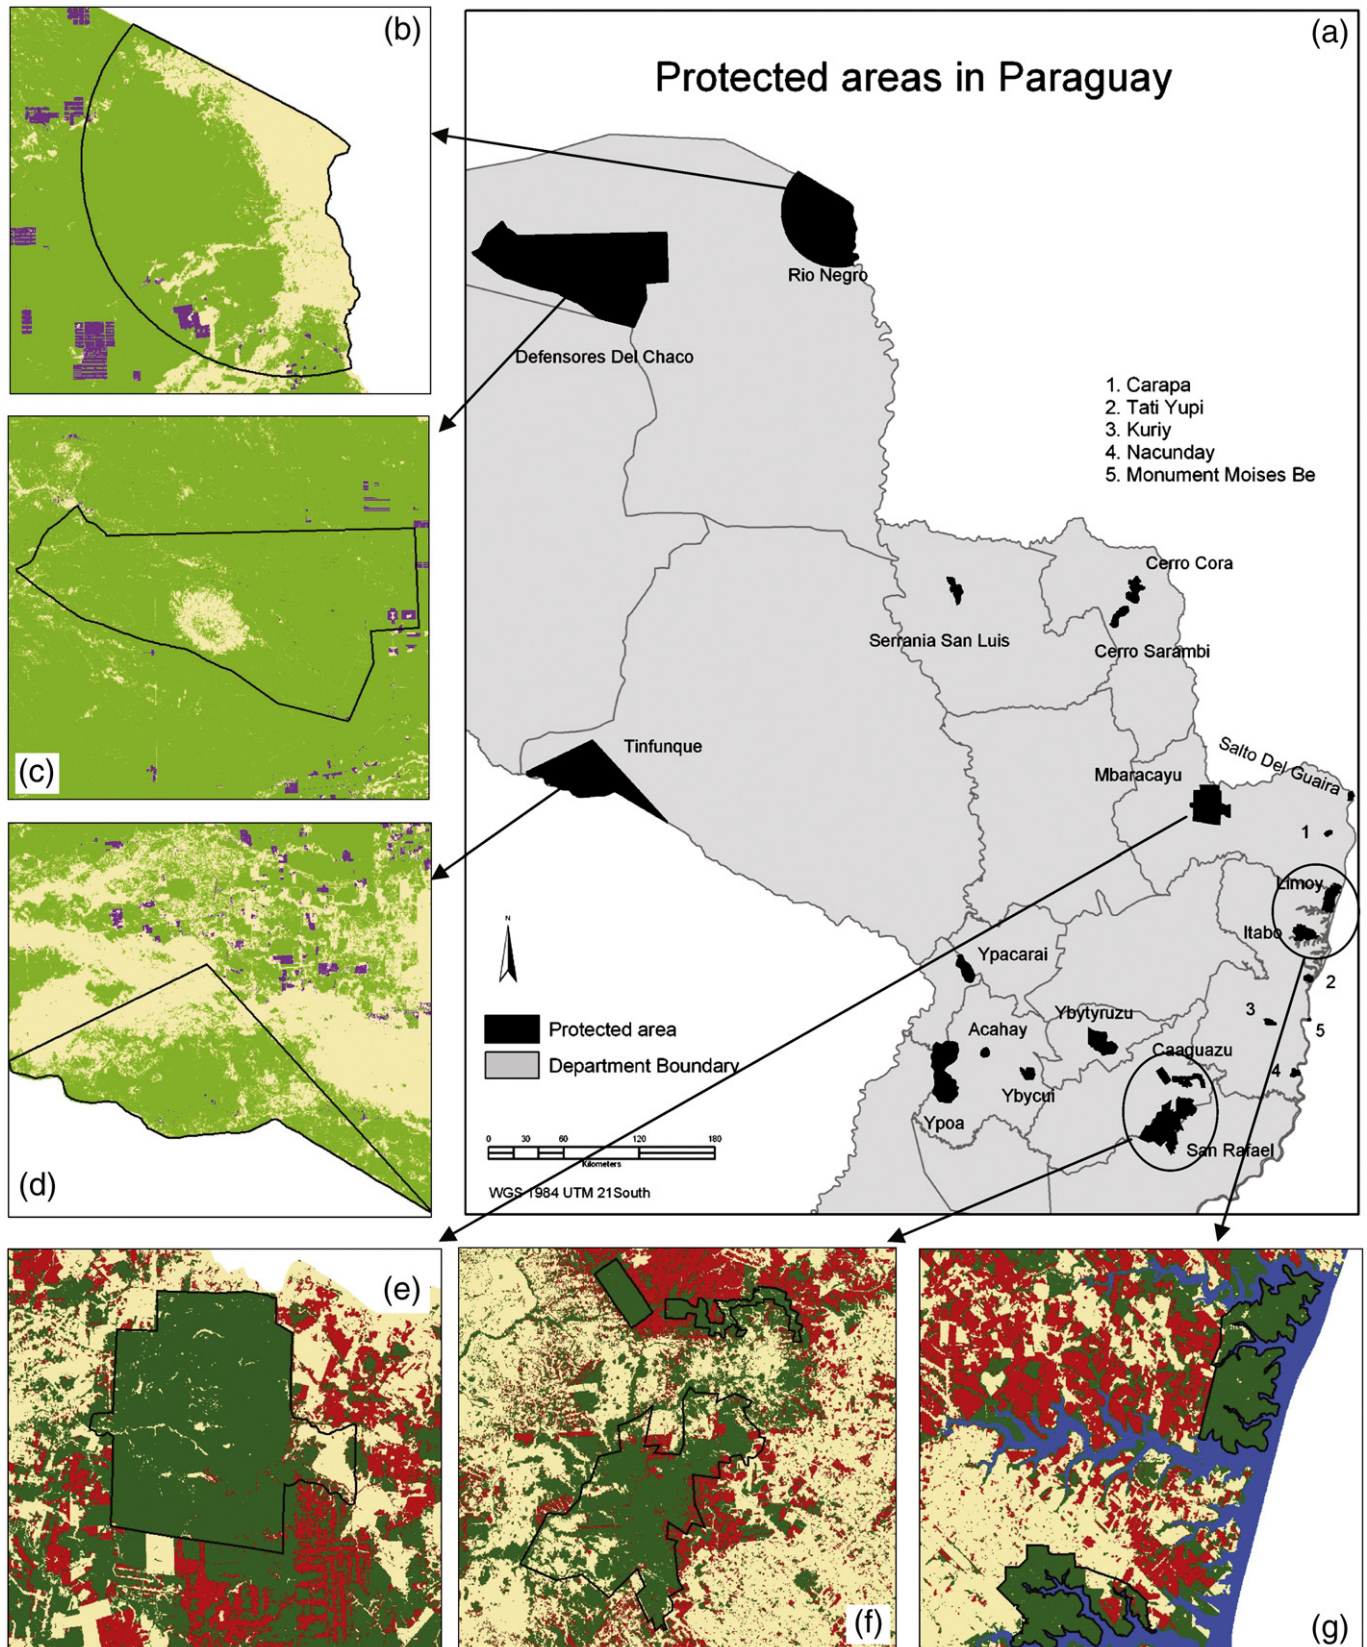 (b)
(a)
Protected areas in Paraguay
Rio Negro
Defensores Del Chaco
1. Carapa
2. Tati Yupi
3. Kuriy
4. Nacunday
5. Monument Moises Be
(c)
Cerro Cora
Serrania San Luis
Cerro Sarambi
Tinfunque
Salto Del Guaira
Mbaracayu
1
Limoy
Itabo
N
Ypacarai
2
3
5
Protected area
Acahay
Ybytyruzu
Department Boundary
Caaguazu
4
Ybycui
Ypoa
San Rafael
0 30 60 120 180
Kilometers
WGS 1984 UTM 21South
(d)
(e)
(f)
(g)